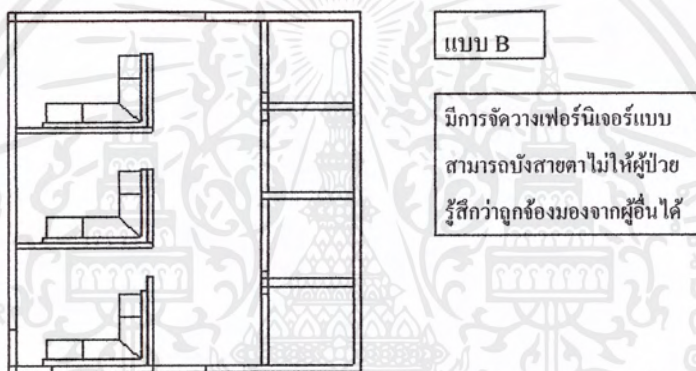 แบบ B
มีการจัดวางเฟอร์นิเจอร์แบบ
สามารถบังสายตาไม่ให้ผู้ป่วย
รู้สึกว่าถูกจ้องมองจากผู้อื่นได้